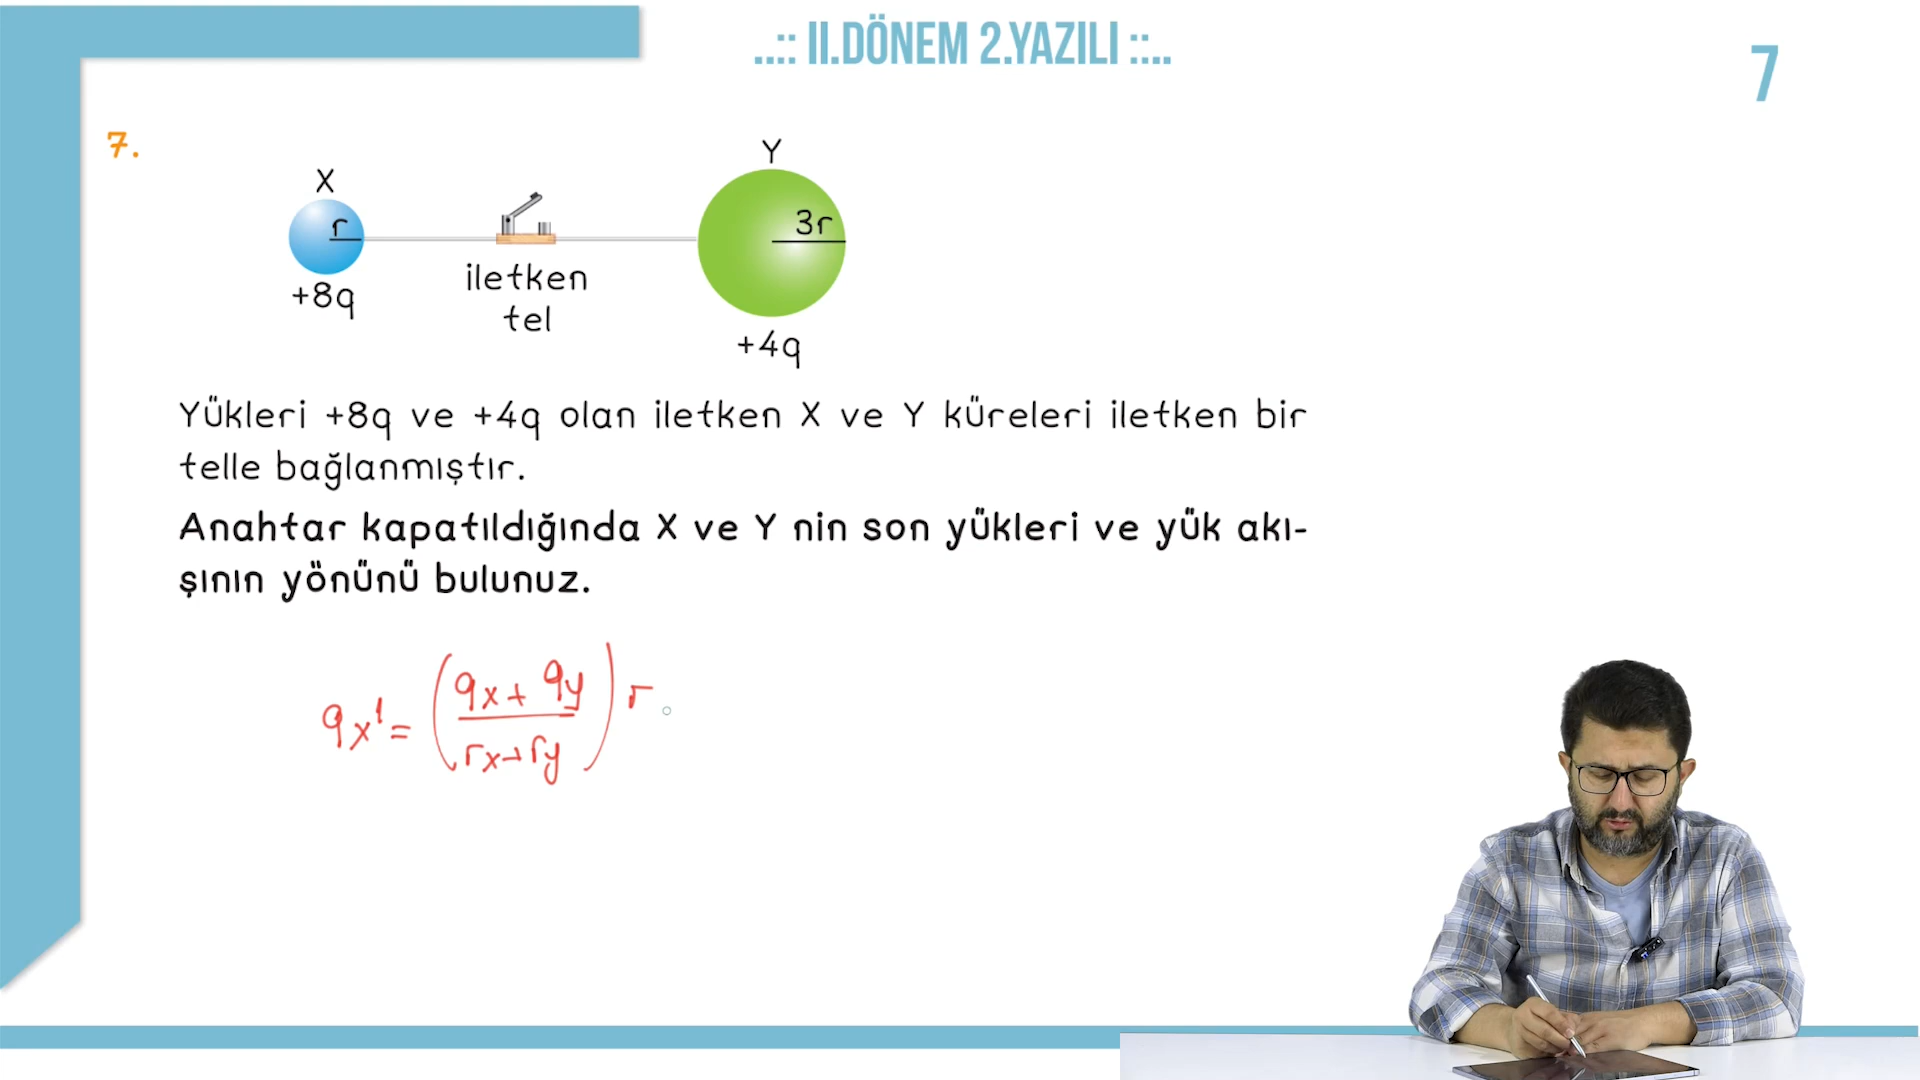 ..:: II.DÖNEM 2.YAZILI ::..
7
7.
X
Y
r
3r
+8q
iletken
tel
+4q
Yükleri +8q ve +4q olan iletken X ve Y küreleri iletken bir
telle bağlanmıştır.
Anahtar kapatıldığında X ve Y nin son yükleri ve yük akı-
şının yönünü bulunuz.
qx' = (qx + qy / rx + ry) r